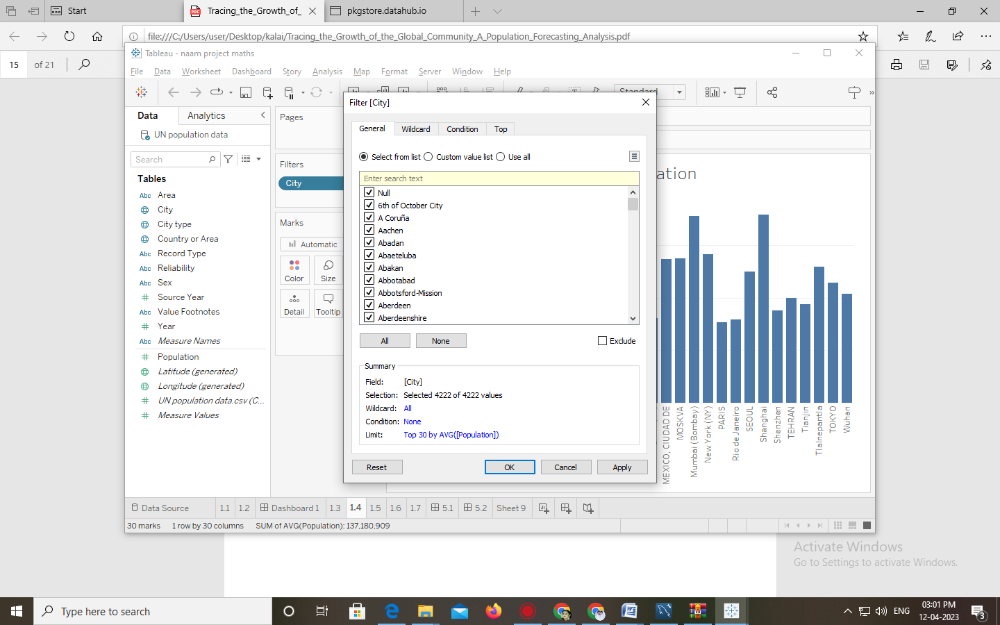 Start
Tracing_the_Growth_of_
pkgstore.datahub.io
file:///C:/Users/user/Desktop/kalai/Tracing_the_Growth_of_the_Global_Community_A_Population_Forecasting_Analysis.pdf
15 of 21
Tableau - naam project maths
File Data Worksheet Dashboard Story Analysis Map Format Server Window Help
Standard
Data
Analytics
UN population data
Search
Tables
Abc Area
City
City type
Country or Area
Abc Record Type
Abc Reliability
Abc Sex
Source Year
Abc Value Footnotes
Year
Abc Measure Names
Population
Latitude (generated)
Longitude (generated)
UN population data.csv (C...
Measure Values
Pages
Filters
City
Marks
Automatic
Color
Size
Detail
Tooltip
Filter [City]
General
Wildcard
Condition
Top
Select from list
Custom value list
Use all
Enter search text
Null
6th of October City
A Coruña
Aachen
Abadan
Abaeteluba
Abakan
Abbotabad
Abbotsford-Mission
Aberdeen
Aberdeenshire
All
None
Exclude
Summary
Field: [City]
Selection: Selected 4222 of 4222 values
Wildcard: All
Condition: None
Limit: Top 30 by AVG([Population])
Reset
OK
Cancel
Apply
ation
MEXICO, CIUDAD DE
MOSKVA
Mumbai (Bombay)
New York (NY)
PARIS
Rio de Janeiro
SEOUL
Shanghai
Shenzhen
TEHRAN
Tianjin
Tlalnepantla
TOKYO
Wuhan
Data Source
1.1
1.2
Dashboard 1
1.3
1.4
1.5
1.6
1.7
5.1
5.2
Sheet 9
30 marks
1 row by 30 columns
SUM of AVG(Population): 137,180,909
Activate Windows
Go to Settings to activate Windows.
Type here to search
ENG
03:01 PM
12-04-2023
3